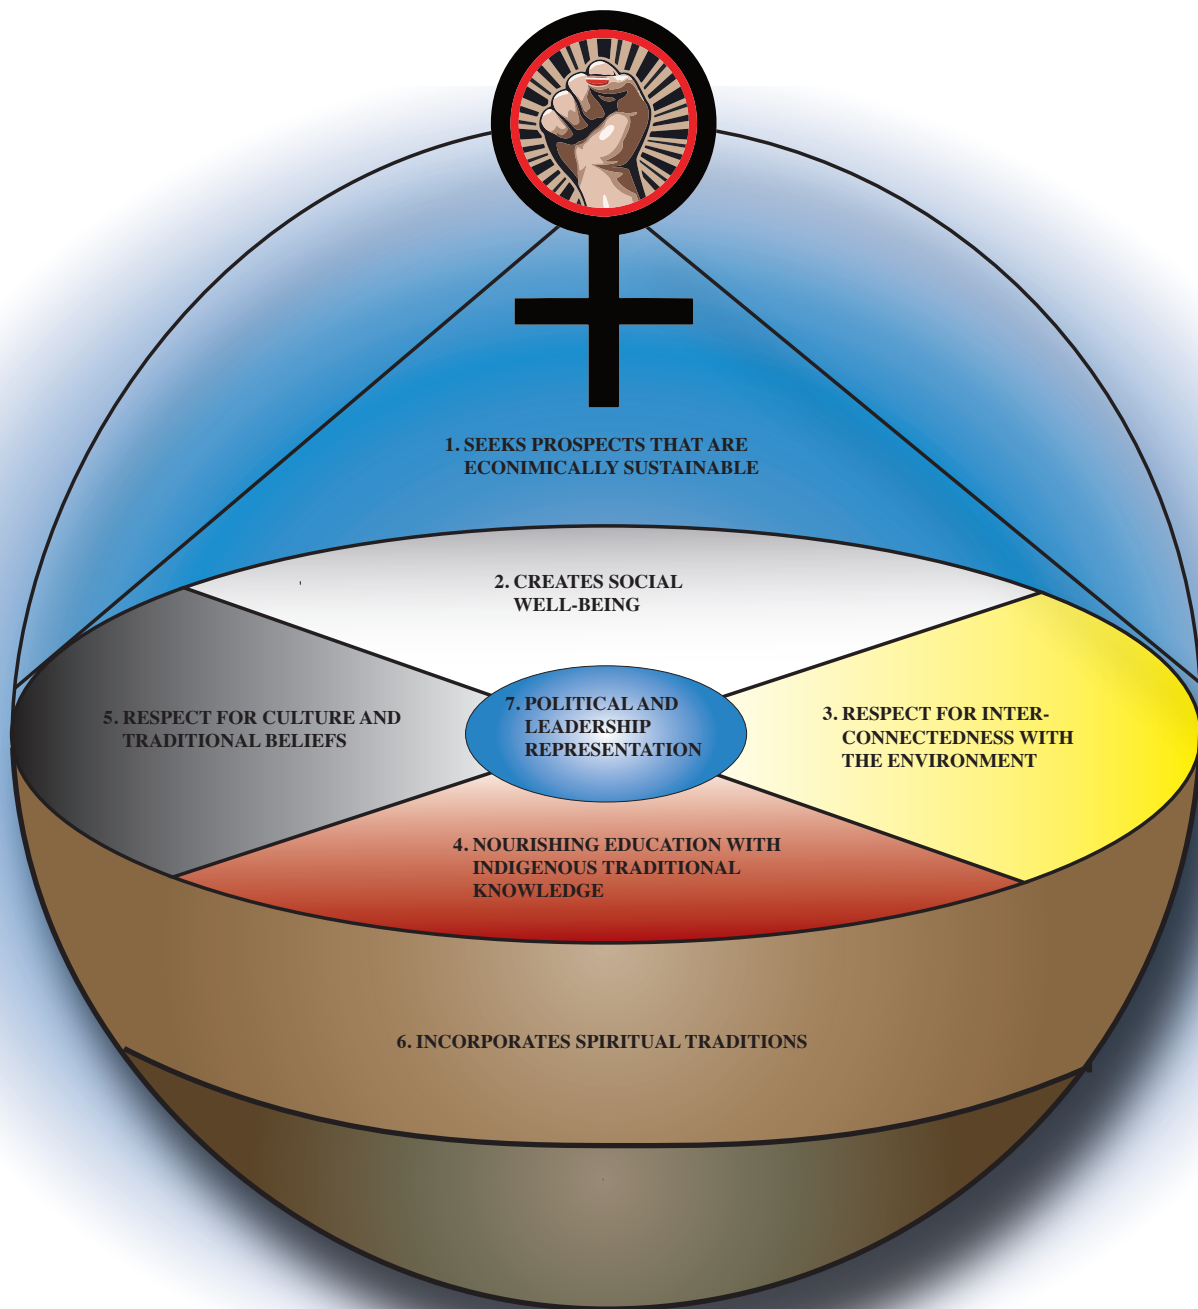 1. SEEKS PROSPECTS THAT ARE
ECONIMICALLY SUSTAINABLE
2. CREATES SOCIAL
WELL-BEING
5. RESPECT FOR CULTURE AND
TRADITIONAL BELIEFS
7. POLITICAL AND
LEADERSHIP
REPRESENTATION
3. RESPECT FOR INTER-
CONNECTEDNESS WITH
THE ENVIRONMENT
4. NOURISHING EDUCATION WITH
INDIGENOUS TRADITIONAL
KNOWLEDGE
6. INCORPORATES SPIRITUAL TRADITIONS